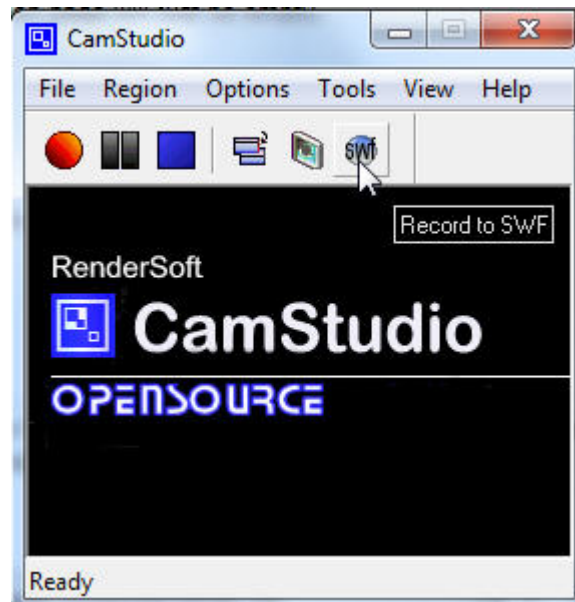 CamStudio
File Region Options Tools View Help
swf
Record to SWF
RenderSoft
CamStudio
OPENSOURCE
Ready